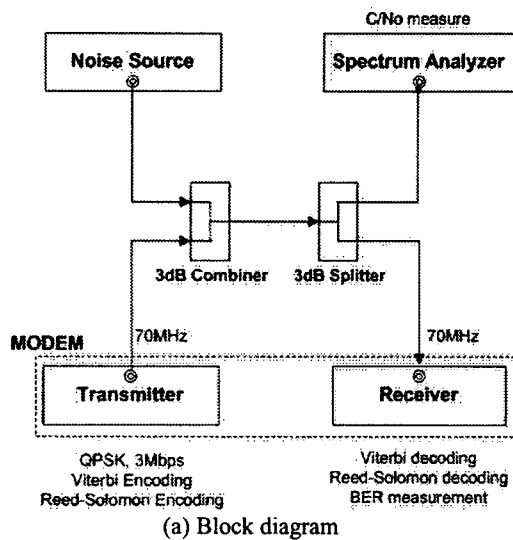 C/No measure
Noise Source
Spectrum Analyzer
3dB Combiner
3dB Splitter
70MHz
70MHz
MODEM
Transmitter
Receiver
QPSK, 3Mbps
Viterbi Encoding
Reed-Solomon Encoding
Viterbi decoding
Reed-Solomon decoding
BER measurement
(a) Block diagram